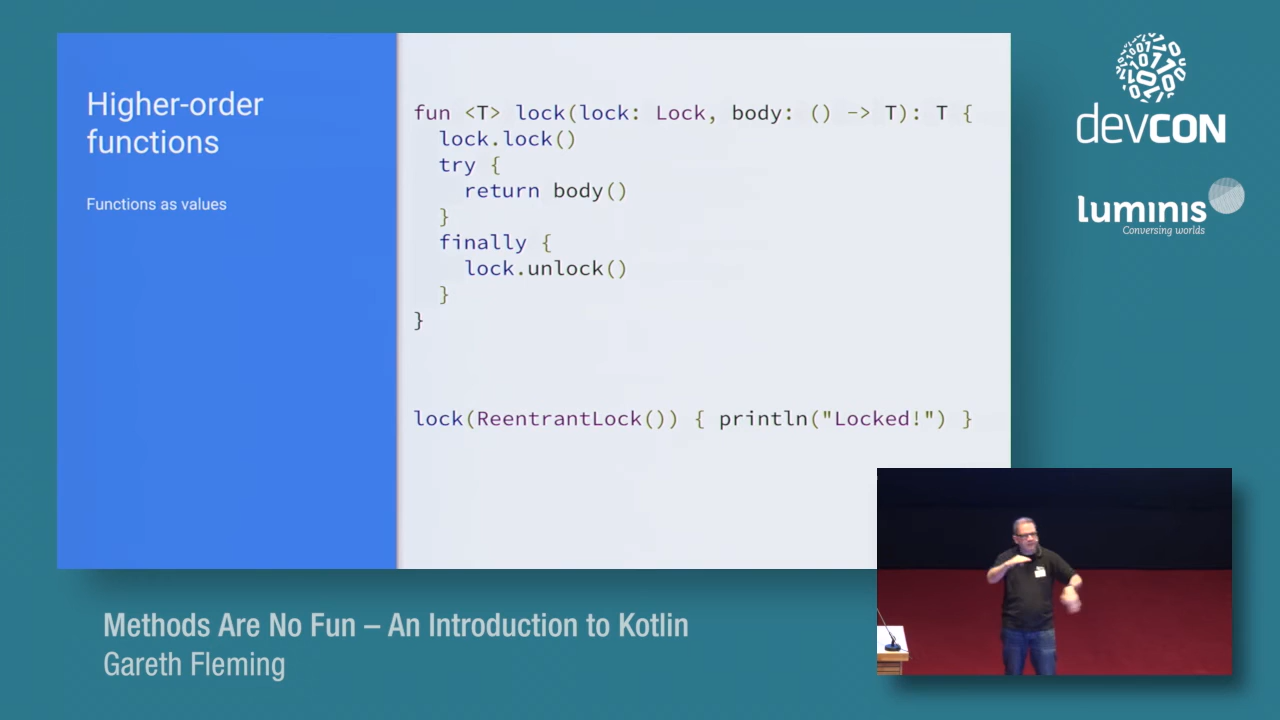 Higher-order
functions
Functions as values
fun <T> lock(lock: Lock, body: () -> T): T {
  lock.lock()
  try {
    return body()
  }
  finally {
    lock.unlock()
  }
}
lock(ReentrantLock()) { println("Locked!") }
devCON
luminis
Conversing worlds
Methods Are No Fun – An Introduction to Kotlin
Gareth Fleming